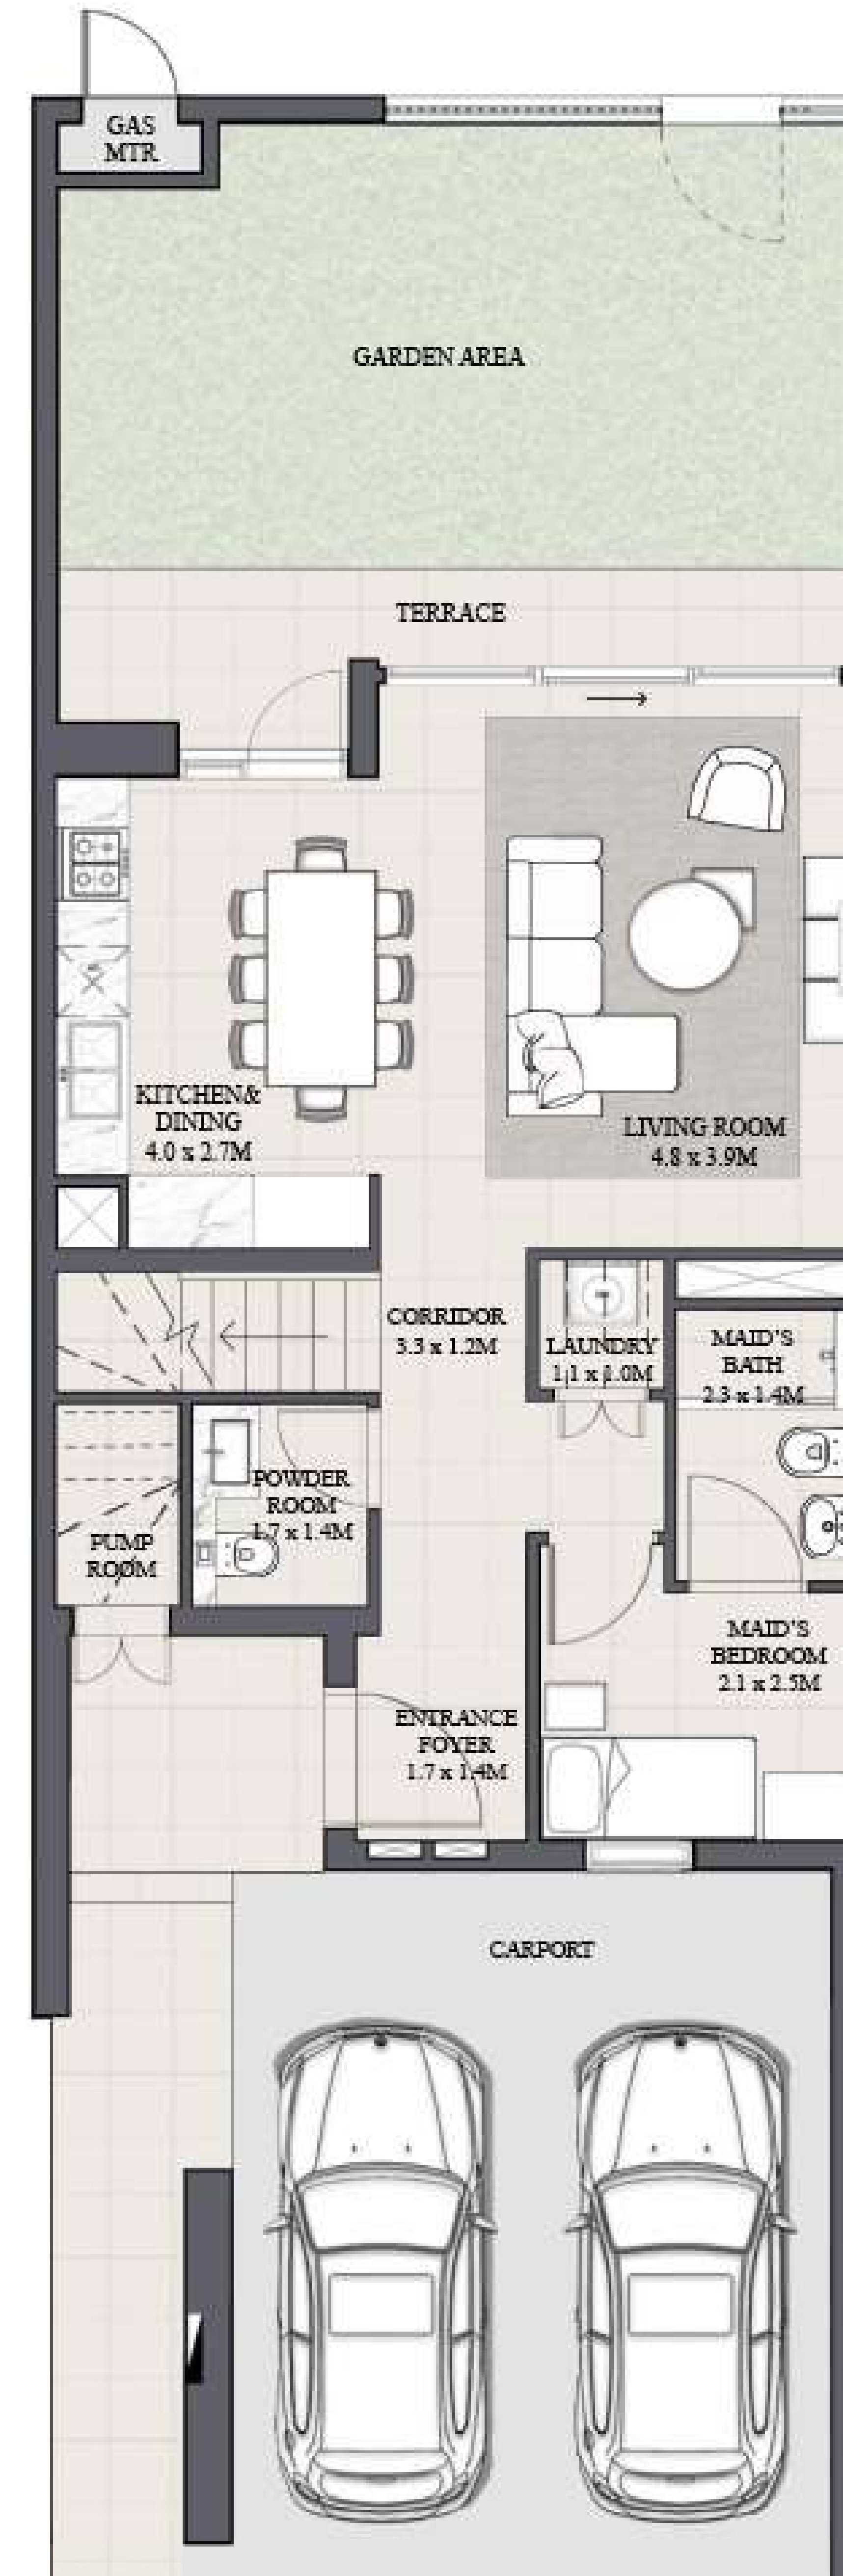 GAS
MTR
GARDEN AREA
TERRACE
KITCHEN&
DINING
4.0 x 2.7M
LIVING ROOM
4.8 x 3.9M
CORRIDOR
3.3 x 1.2M
LAUNDRY
1.1 x 1.0M
MAID'S
BATH
2.3 x 1.4M
POWDER
ROOM
1.7 x 1.4M
PUMP
ROOM
MAID'S
BEDROOM
2.1 x 2.5M
ENTRANCE
FOYER
1.7 x 1.4M
CARPORT